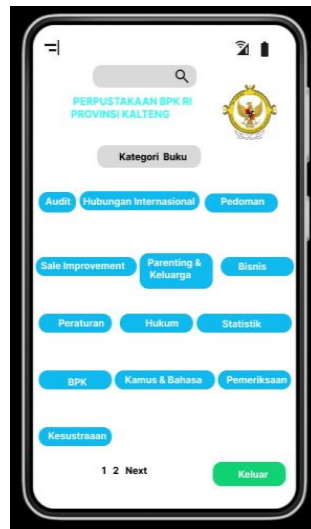 PERPUSTAKAAN BPK RI
PROVINSI KALTENG
Kategori Buku
Audit
Hubungan Internasional
Pedoman
Sale Improvement
Parenting &
Keluarga
Bisnis
Peraturan
Hukum
Statistik
BPK
Kamus & Bahasa
Pemeriksaan
Kesustraaan
1 2 Next
Keluar